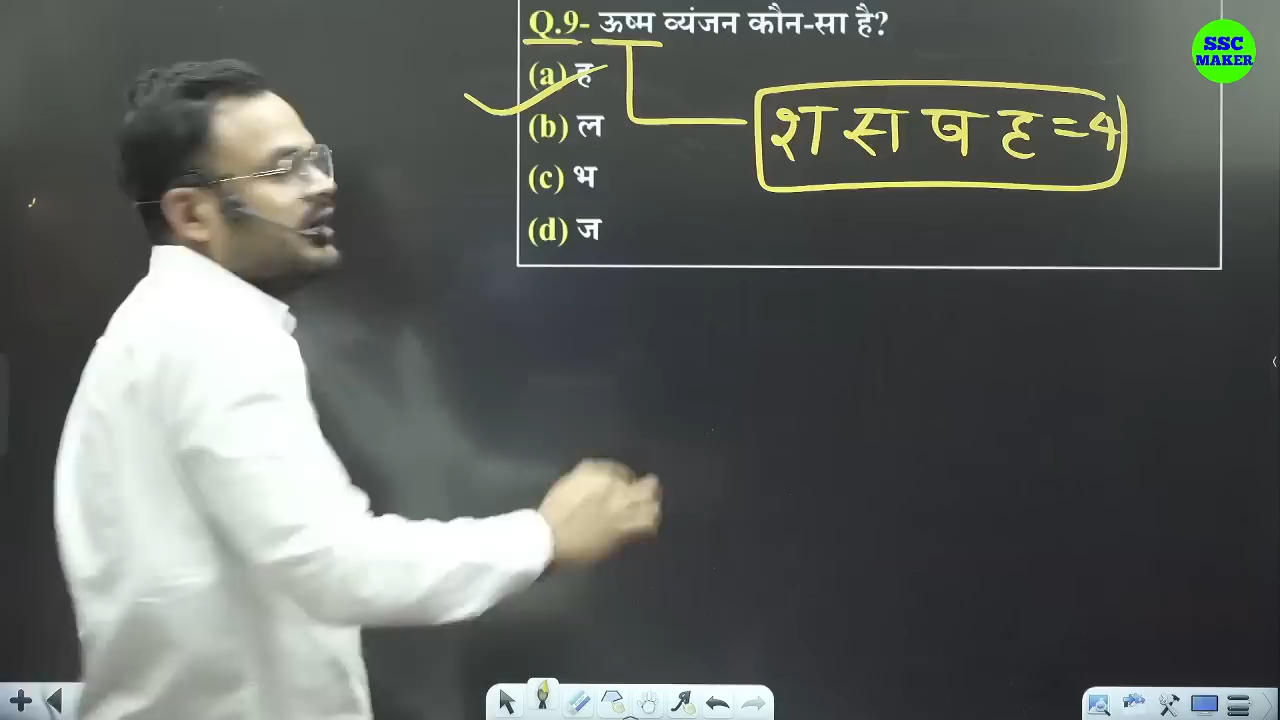 Q.9- ऊष्म व्यंजन कौन-सा है?
(a) ह
(b) ल
(c) भ
(d) ज
श स ष ह = 4
SSC
MAKER